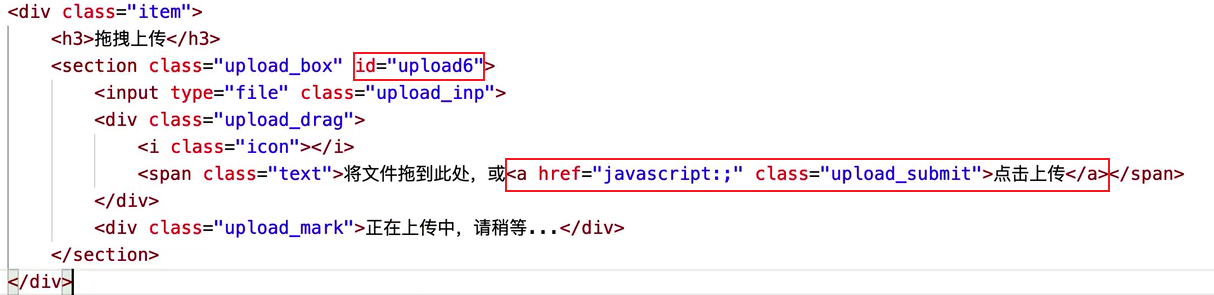 <div class="item">
<h3>拖拽上传</h3>
<section class="upload_box" id="upload6">
<input type="file" class="upload_inp">
<div class="upload_drag">
<i class="icon"></i>
<span class="text">将文件拖到此处，或<a href="javascript:;" class="upload_submit">点击上传</a></span>
</div>
<div class="upload_mark">正在上传中，请稍等...</div>
</section>
</div>